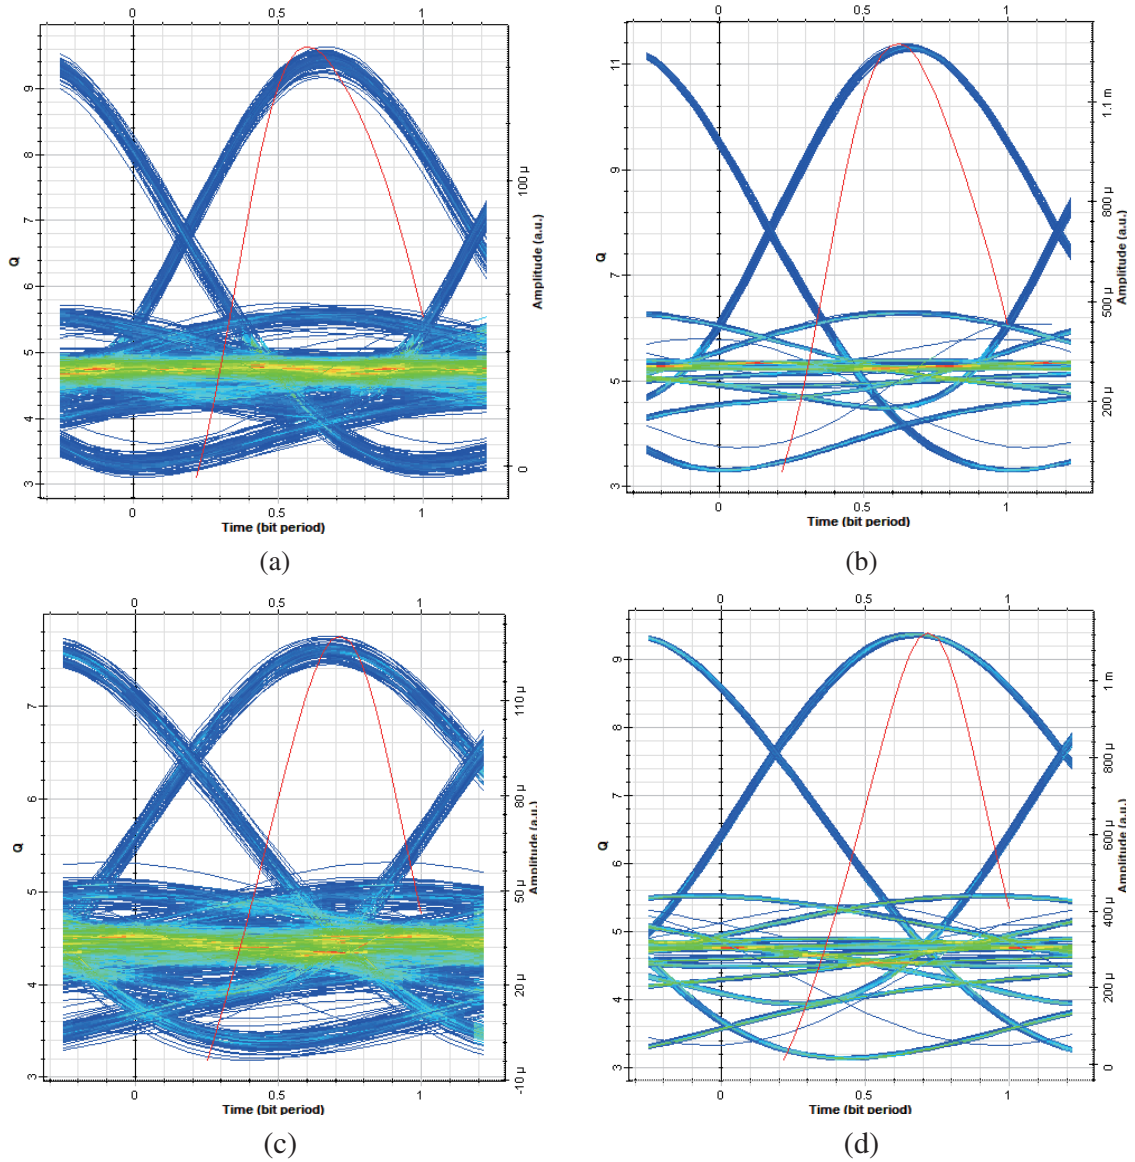 0 0.5 1
9
8
7
6
5
4
3
Q
100 µ
0
Amplitude (a.u.)
0 0.5 1
Time (bit period)
(a)
0 0.5 1
11
9
7
5
3
Q
1.1 m
800 µ
500 µ
200 µ
Amplitude (a.u.)
0 0.5 1
Time (bit period)
(b)
0 0.5 1
7
6
5
4
3
Q
110 µ
80 µ
50 µ
20 µ
-10 µ
Amplitude (a.u.)
0 0.5 1
Time (bit period)
(c)
0 0.5 1
9
8
7
6
5
4
3
Q
1 m
800 µ
600 µ
400 µ
200 µ
0
Amplitude (a.u.)
0 0.5 1
Time (bit period)
(d)